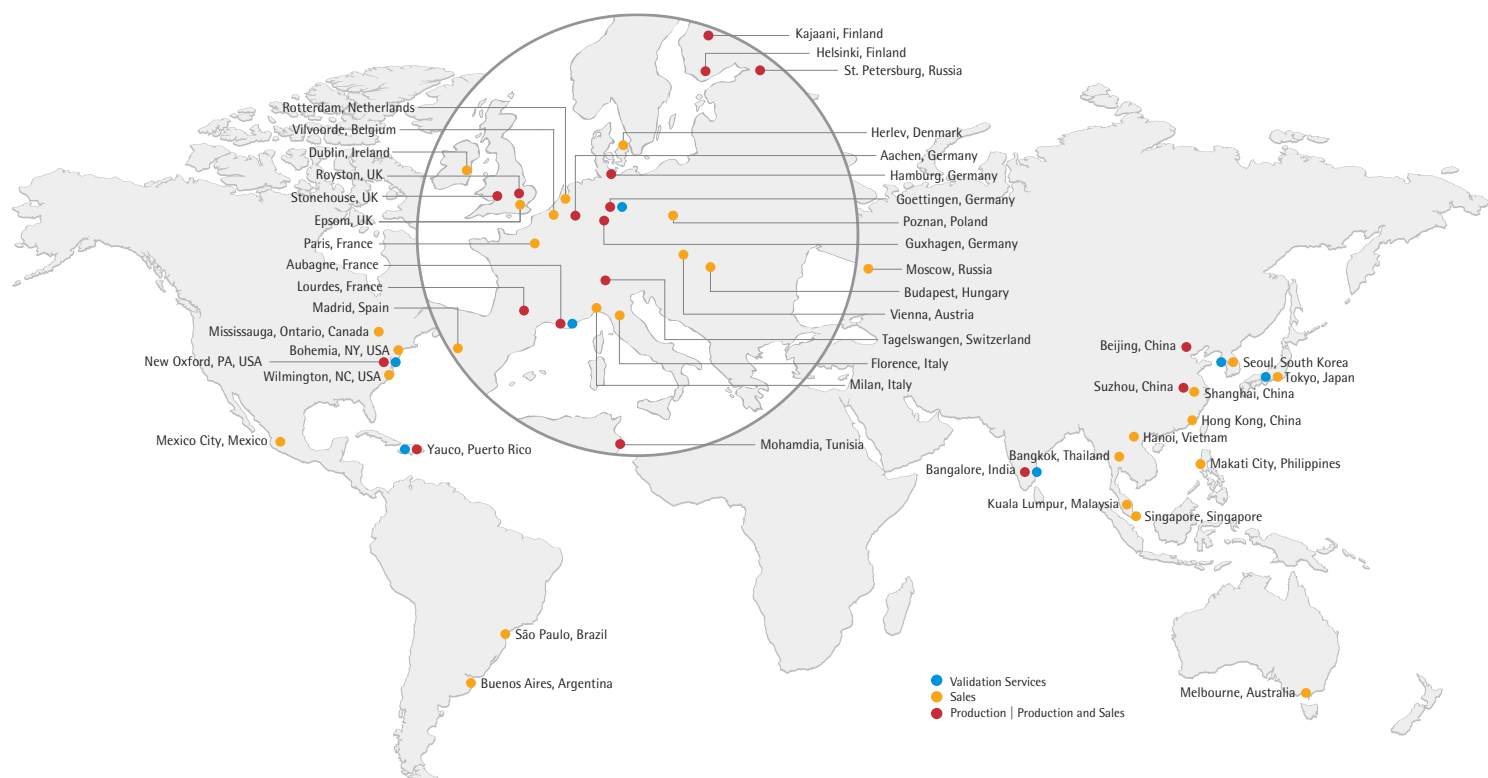 Kajaani, Finland
Helsinki, Finland
St. Petersburg, Russia
Rotterdam, Netherlands
Vilvoorde, Belgium
Dublin, Ireland
Royston, UK
Stonehouse, UK
Epsom, UK
Paris, France
Aubagne, France
Lourdes, France
Madrid, Spain
Herlev, Denmark
Aachen, Germany
Hamburg, Germany
Goettingen, Germany
Poznan, Poland
Guxhagen, Germany
Moscow, Russia
Budapest, Hungary
Vienna, Austria
Tagelswangen, Switzerland
Florence, Italy
Milan, Italy
Mississauga, Ontario, Canada
Bohemia, NY, USA
New Oxford, PA, USA
Wilmington, NC, USA
Mexico City, Mexico
Yauco, Puerto Rico
Mohamdia, Tunisia
Beijing, China
Seoul, South Korea
Tokyo, Japan
Suzhou, China
Shanghai, China
Hong Kong, China
Hanoi, Vietnam
Bangkok, Thailand
Makati City, Philippines
Bangalore, India
Kuala Lumpur, Malaysia
Singapore, Singapore
São Paulo, Brazil
Buenos Aires, Argentina
Melbourne, Australia
Validation Services
Sales
Production | Production and Sales